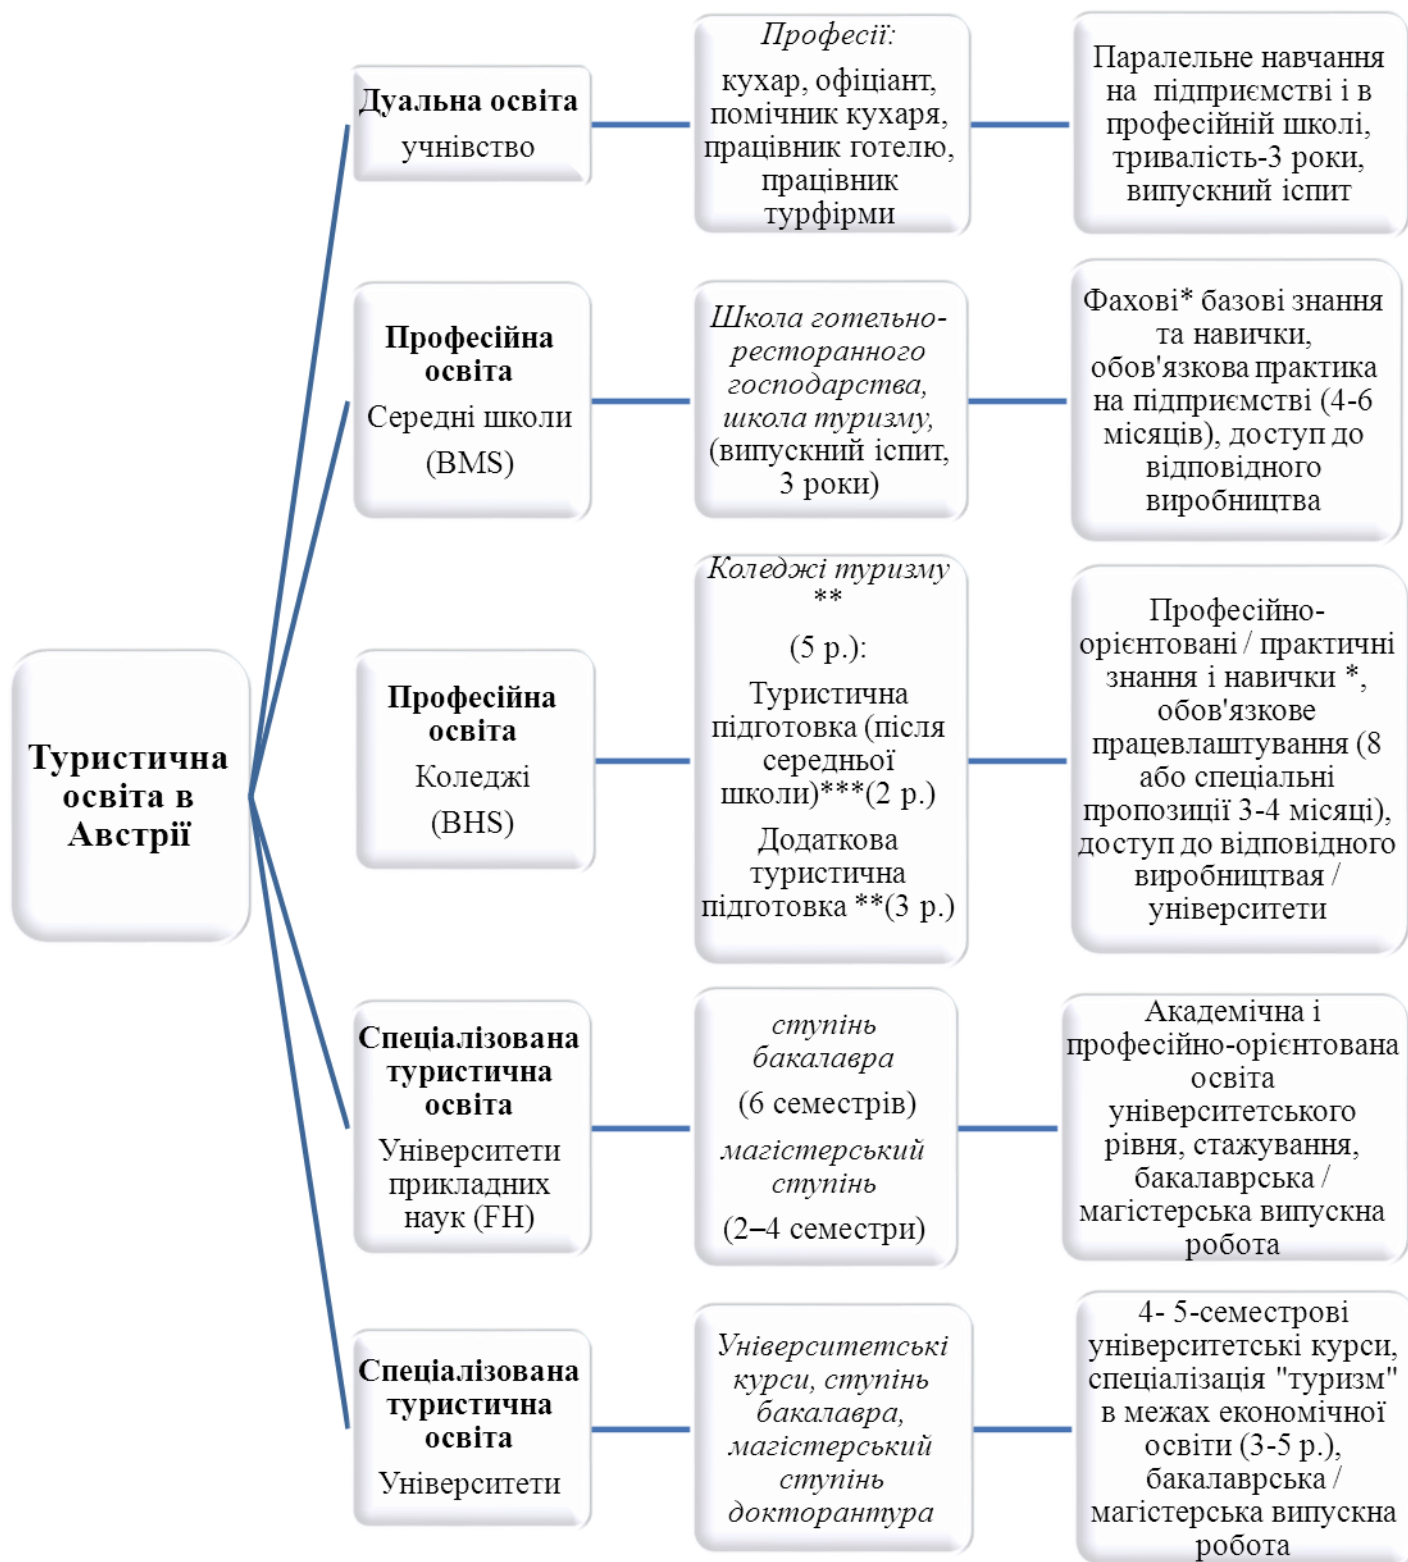 Туристична
освіта в
Австрії
Дуальна освіта
учнівство
Професії:
кухар, офіціант,
помічник кухаря,
працівник готелю,
працівник
турфірми
Паралельне навчання
на підприємстві і в
професійній школі,
тривалість-3 роки,
випускний іспит
Професійна
освіта
Середні школи
(BMS)
Школа готельно-
ресторанного
господарства,
школа туризму,
(випускний іспит,
3 роки)
Фахові* базові знання
та навички,
обов'язкова практика
на підприємстві (4-6
місяців), доступ до
відповідного
виробництва
Професійна
освіта
Коледжі
(BHS)
Коледжі туризму
**
(5 р.):
Туристична
підготовка (після
середньої
школи)***(2 р.)
Додаткова
туристична
підготовка **(3 р.)
Професійно-
орієнтовані / практичні
знання і навички *,
обов'язкове
працевлаштування (8
або спеціальні
пропозиції 3-4 місяці),
доступ до відповідного
виробництвая /
університети
Спеціалізована
туристична
освіта
Університети
прикладних
наук (FH)
ступінь
бакалавра
(6 семестрів)
магістерський
ступінь
(2–4 семестри)
Академічна і
професійно-орієнтована
освіта
університетського
рівня, стажування,
бакалаврська /
магістерська випускна
робота
Спеціалізована
туристична
освіта
Університети
Університетські
курси, ступінь
бакалавра,
магістерський
ступінь
докторантура
4- 5-семестрові
університетські курси,
спеціалізація "туризм"
в межах економічної
освіти (3-5 р.),
бакалаврська /
магістерська випускна
робота